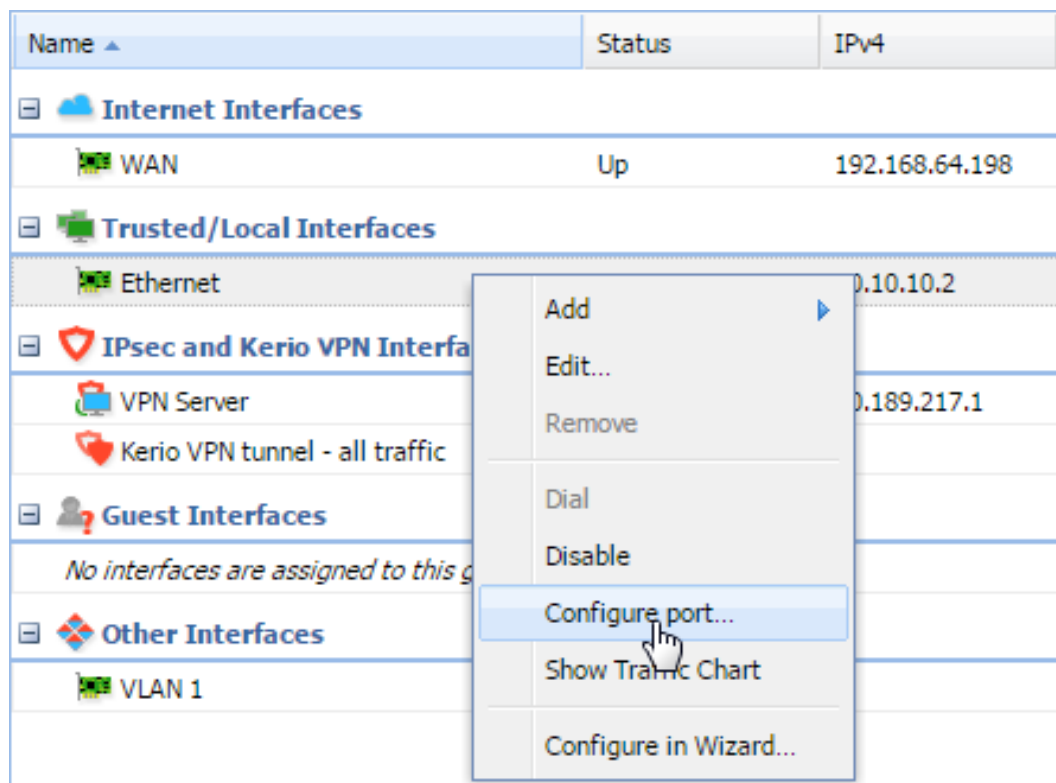 Name Status IPv4
Internet Interfaces
WAN Up 192.168.64.198
Trusted/Local Interfaces
Ethernet .10.10.2
IPsec and Kerio VPN Interfa
VPN Server .189.217.1
Kerio VPN tunnel - all traffic
Guest Interfaces
No interfaces are assigned to this g
Other Interfaces
VLAN 1
Add
Edit...
Remove
Dial
Disable
Configure port...
Show Traffic Chart
Configure in Wizard...